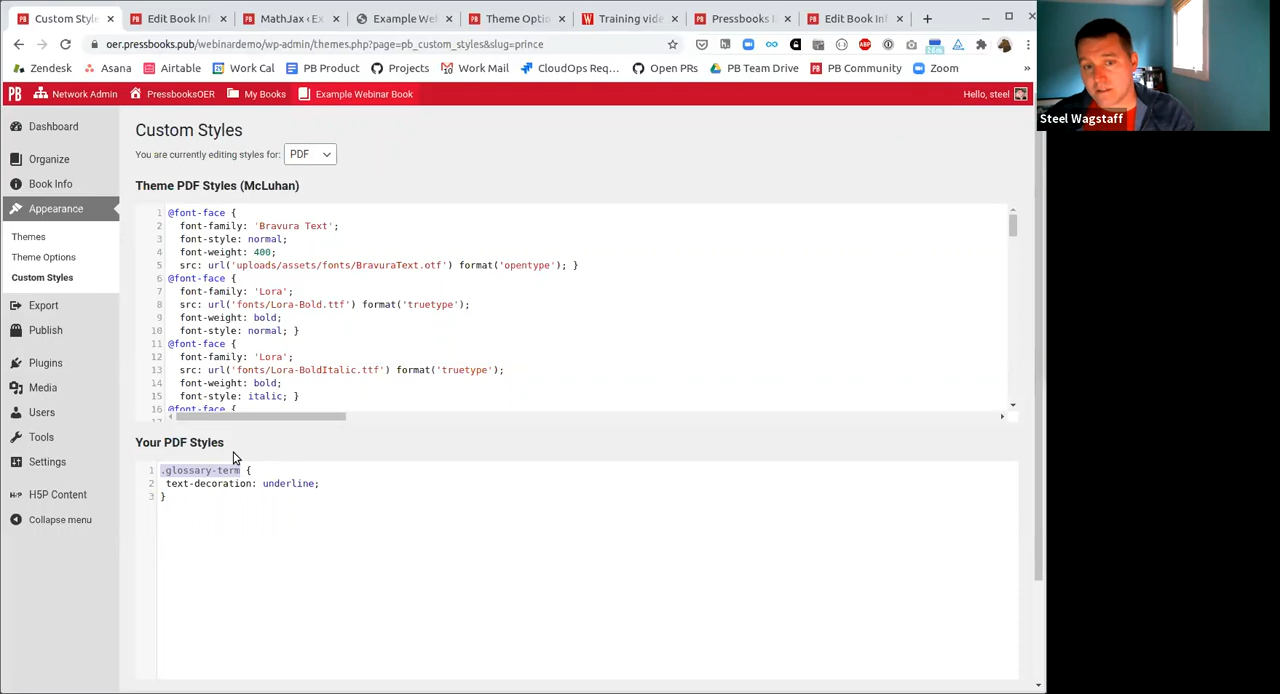 Custom Style
Edit Book Inf
MathJax ‹ Ex
Example We
Theme Optio
Training vide
Pressbooks I
Edit Book Inf
oer.pressbooks.pub/webinardemo/wp-admin/themes.php?page=pb_custom_styles&slug=prince
Zendesk
Asana
Airtable
Work Cal
PB Product
Projects
Work Mail
CloudOps Req...
Open PRs
PB Team Drive
PB Community
Zoom
»
PB
Network Admin
PressbooksOER
My Books
Example Webinar Book
Hello, steel
Steel Wagstaff
Dashboard
Organize
Book Info
Appearance
Themes
Theme Options
Custom Styles
Export
Publish
Plugins
Media
Users
Tools
Settings
H5P Content
Collapse menu
Custom Styles
You are currently editing styles for: PDF
Theme PDF Styles (McLuhan)
1 @font-face {
2 font-family: 'Bravura Text';
3 font-style: normal;
4 font-weight: 400;
5 src: url('uploads/assets/fonts/BravuraText.otf') format('opentype'); }
6 @font-face {
7 font-family: 'Lora';
8 src: url('fonts/Lora-Bold.ttf') format('truetype');
9 font-weight: bold;
10 font-style: normal; }
11 @font-face {
12 font-family: 'Lora';
13 src: url('fonts/Lora-BoldItalic.ttf') format('truetype');
14 font-weight: bold;
15 font-style: italic; }
16 @font-face {
Your PDF Styles
1 .glossary-term {
2 text-decoration: underline;
3 }